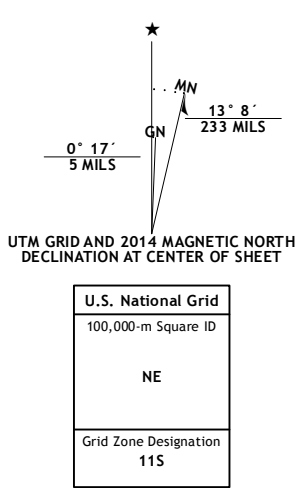 ★
MN
GN
13° 8´
233 MILS
0° 17´
5 MILS
UTM GRID AND 2014 MAGNETIC NORTH
DECLINATION AT CENTER OF SHEET
U.S. National Grid
100,000-m Square ID
NE
Grid Zone Designation
11S